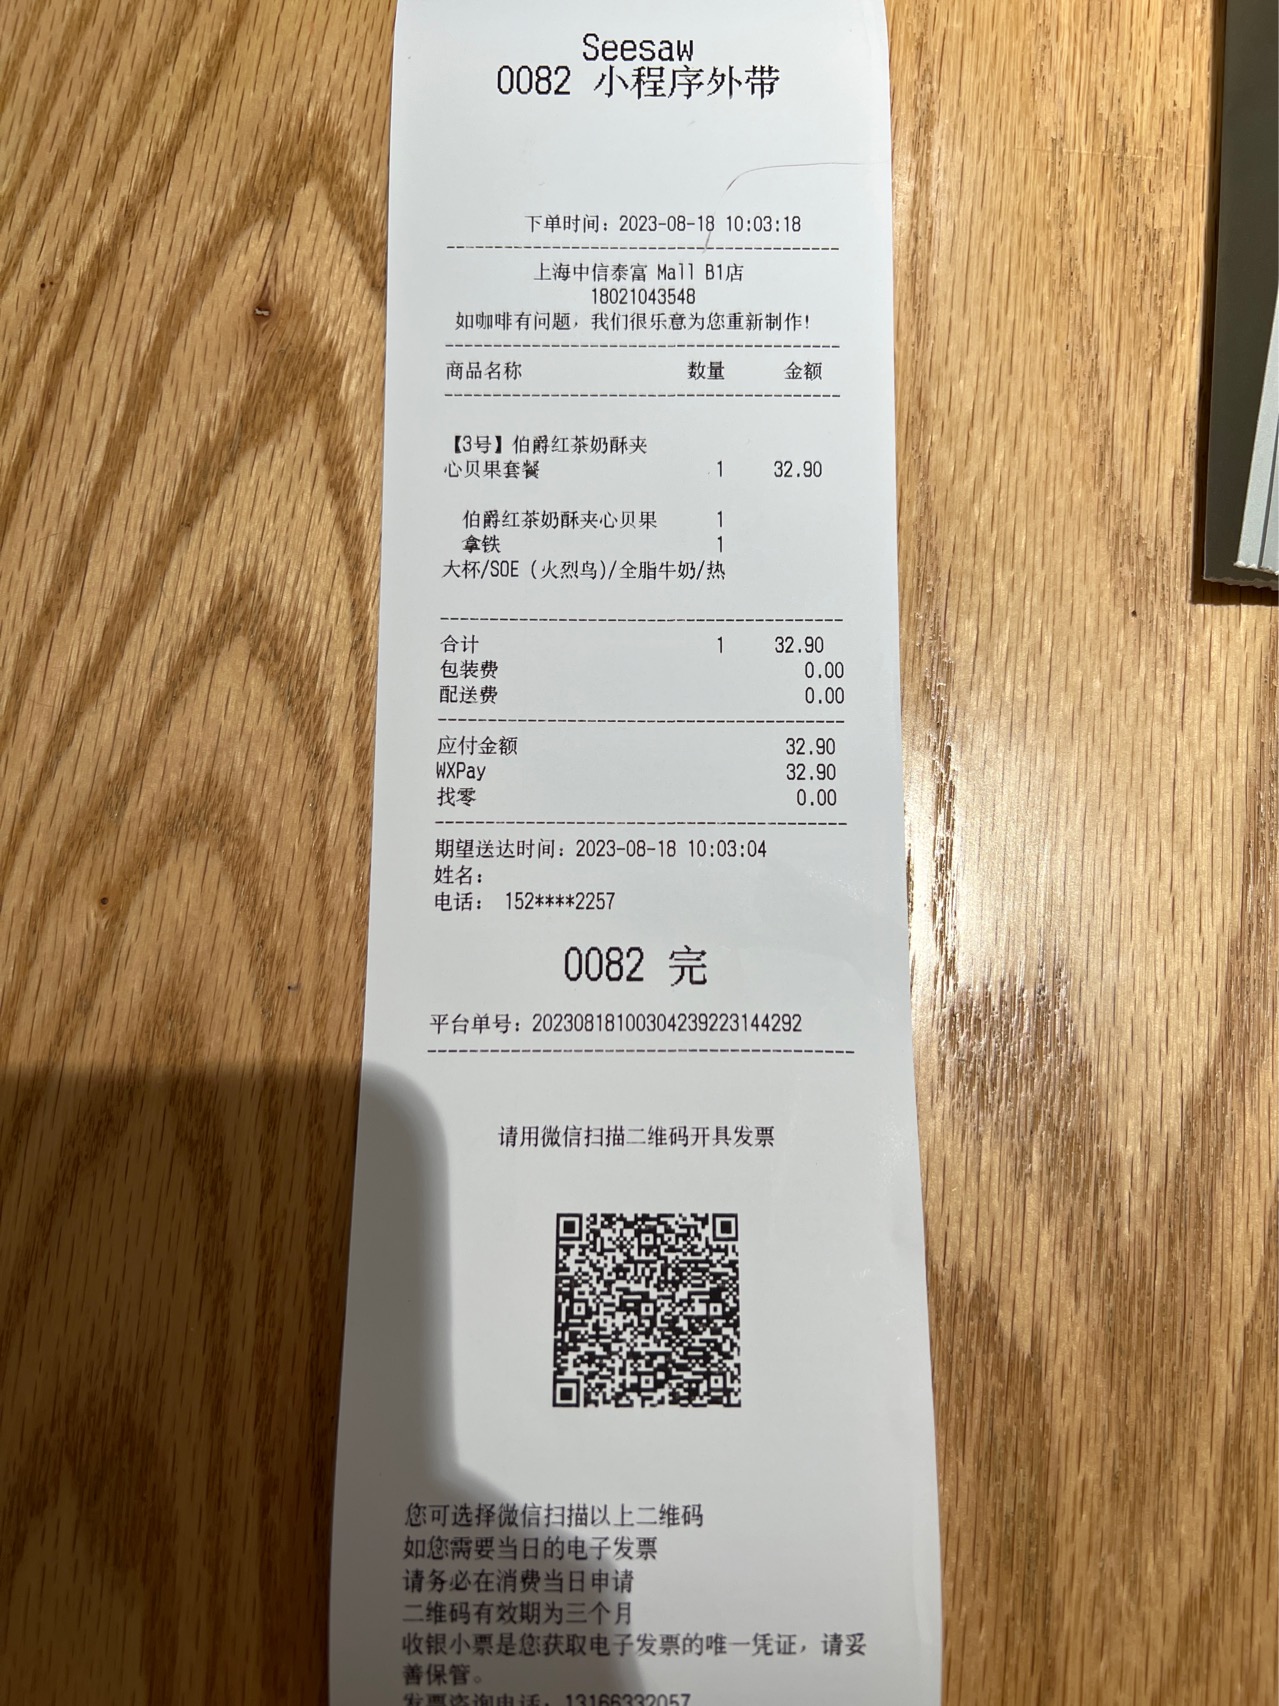 Seesaw
0082 小程序外带
下单时间：2023-08-18 10:03:18
上海中信泰富 Mall B1店
18021043548
如咖啡有问题，我们很乐意为您重新制作！
商品名称 数量 金额
【3号】伯爵红茶奶酥夹
心贝果套餐 1 32.90
伯爵红茶奶酥夹心贝果 1
拿铁 1
大杯/SOE（火烈鸟）/全脂牛奶/热
合计 1 32.90
包装费 0.00
配送费 0.00
应付金额 32.90
WXPay 32.90
找零 0.00
期望送达时间：2023-08-18 10:03:04
姓名：
电话： 152****2257
0082 完
平台单号：20230818100304239223144292
请用微信扫描二维码开具发票
您可选择微信扫描以上二维码
如您需要当日的电子发票
请务必在消费当日申请
二维码有效期为三个月
收银小票是您获取电子发票的唯一凭证，请妥
善保管。
发票咨询电话：13166332057